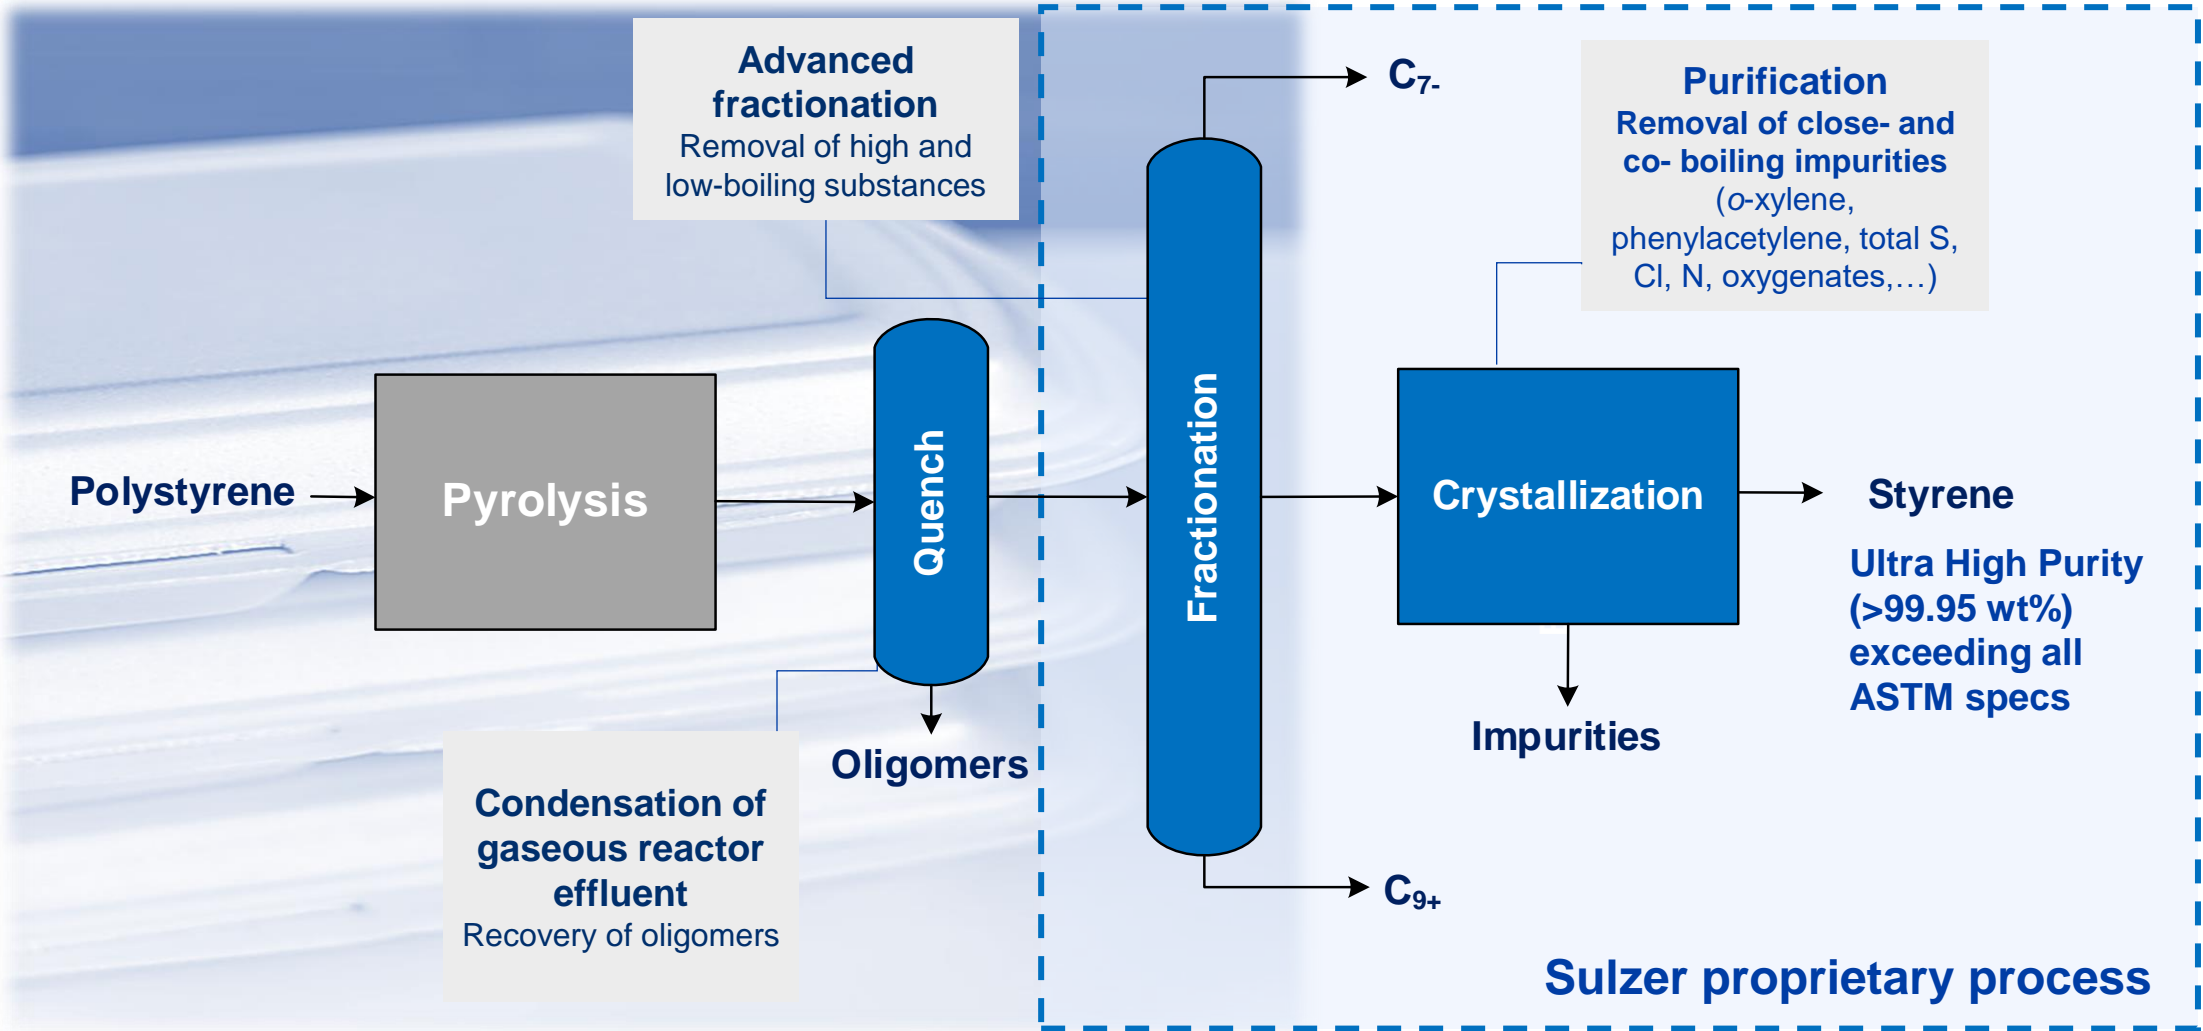 Advanced
fractionation
Removal of high and
low-boiling substances
C7-
Purification
Removal of close- and
co- boiling impurities
(o-xylene,
phenylacetylene, total S,
Cl, N, oxygenates,…)
Polystyrene
Pyrolysis
Quench
Fractionation
Crystallization
Styrene
Ultra High Purity
(>99.95 wt%)
exceeding all
ASTM specs
Oligomers
Impurities
Condensation of
gaseous reactor
effluent
Recovery of oligomers
C9+
Sulzer proprietary process